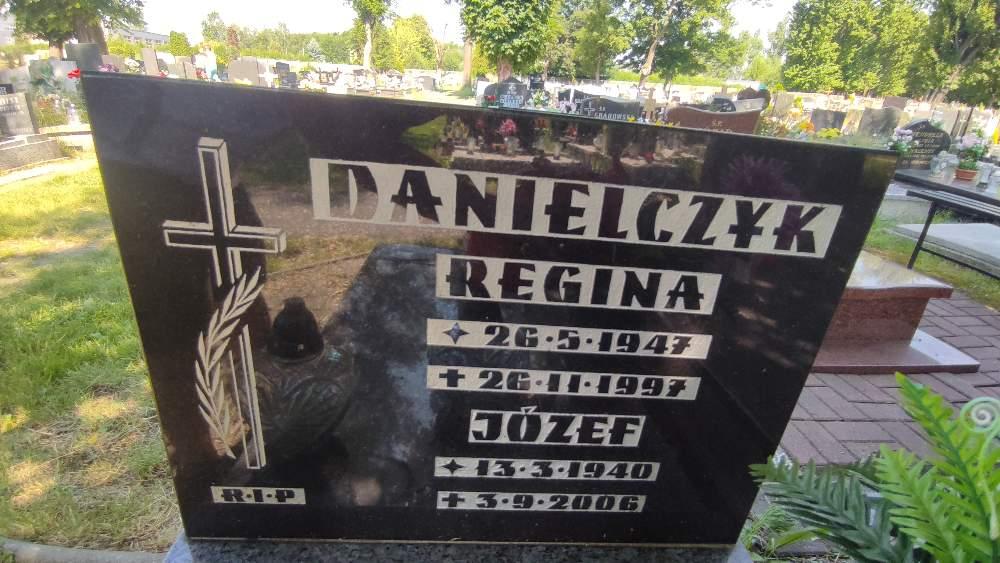 DANIELCZYK
REGINA
✦ 26·5·1947
✝ 26·11·1997
JÓZEF
✦ 13·3·1940
✝ 3·9·2006
R·I·P